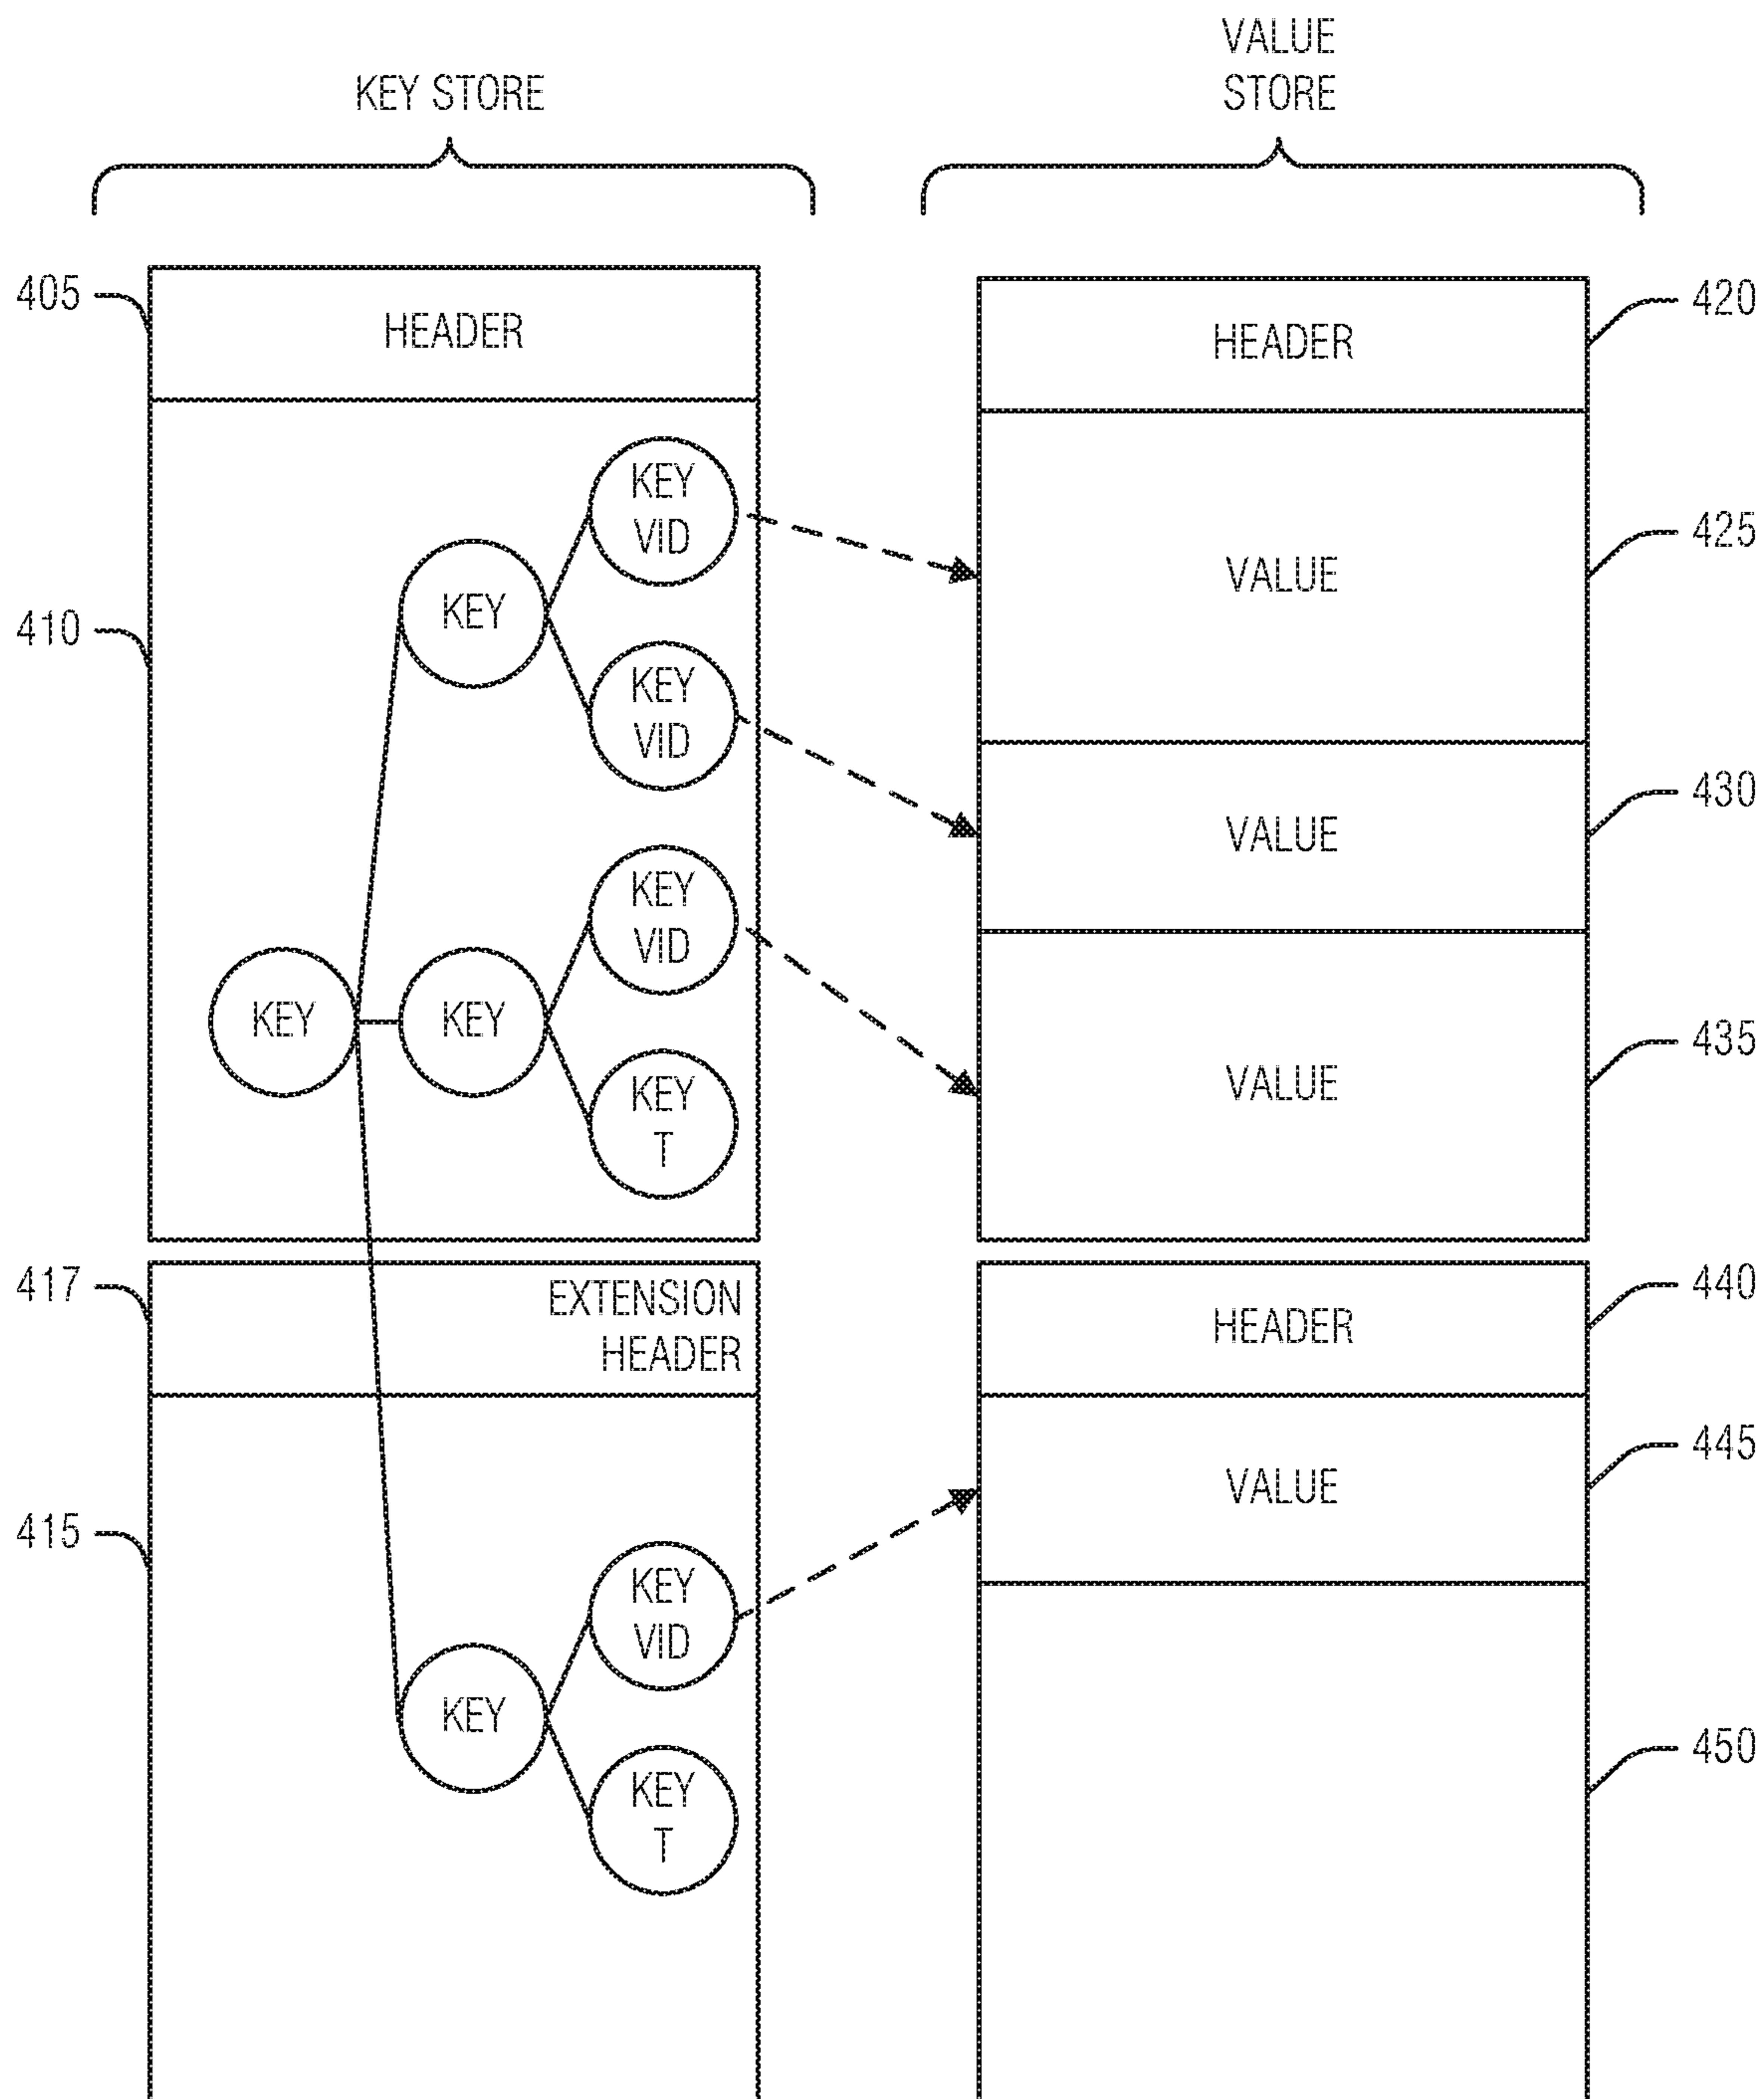 VALUE
STORE
KEY STORE
405
HEADER
HEADER
420
KEY
VID
425
VALUE
KEY
410
KEY
VID
430
VALUE
KEY
VID
KEY
KEY
435
VALUE
KEY
T
417
EXTENSION
HEADER
HEADER
440
445
VALUE
415
KEY
VID
KEY
450
KEY
T